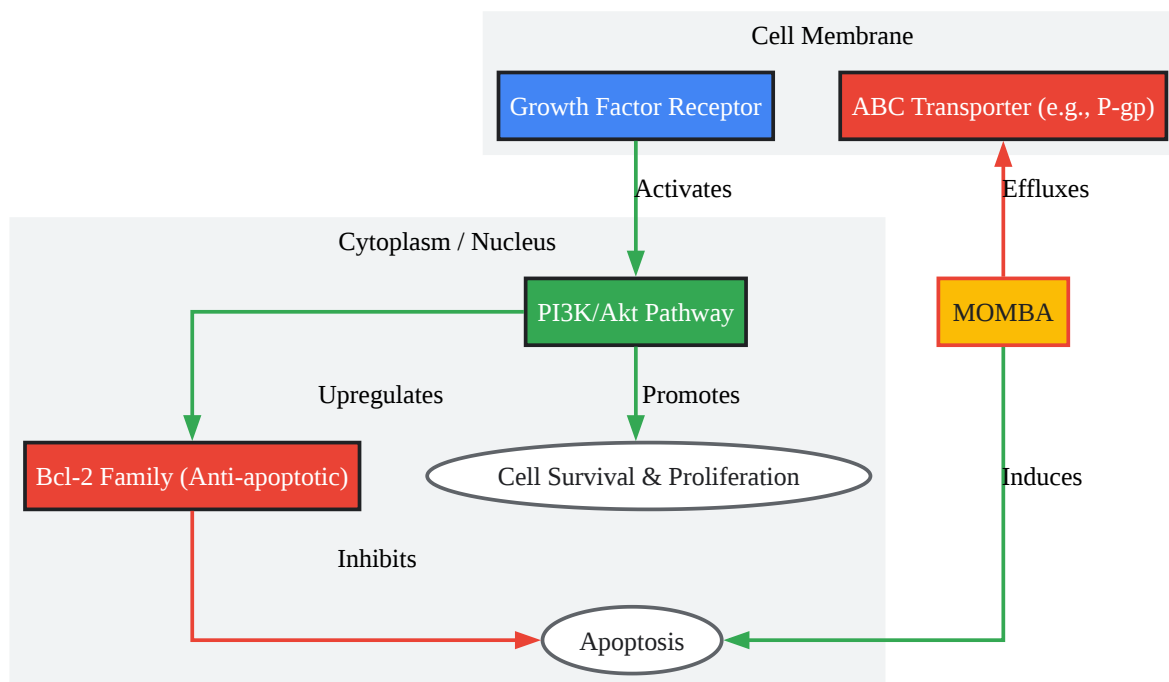 Cell Membrane
Growth Factor Receptor
ABC Transporter (e.g., P-gp)
Activates
Effluxes
Cytoplasm / Nucleus
PI3K/Akt Pathway
MOMBA
Upregulates
Promotes
Bcl-2 Family (Anti-apoptotic)
Cell Survival & Proliferation
Induces
Inhibits
Apoptosis